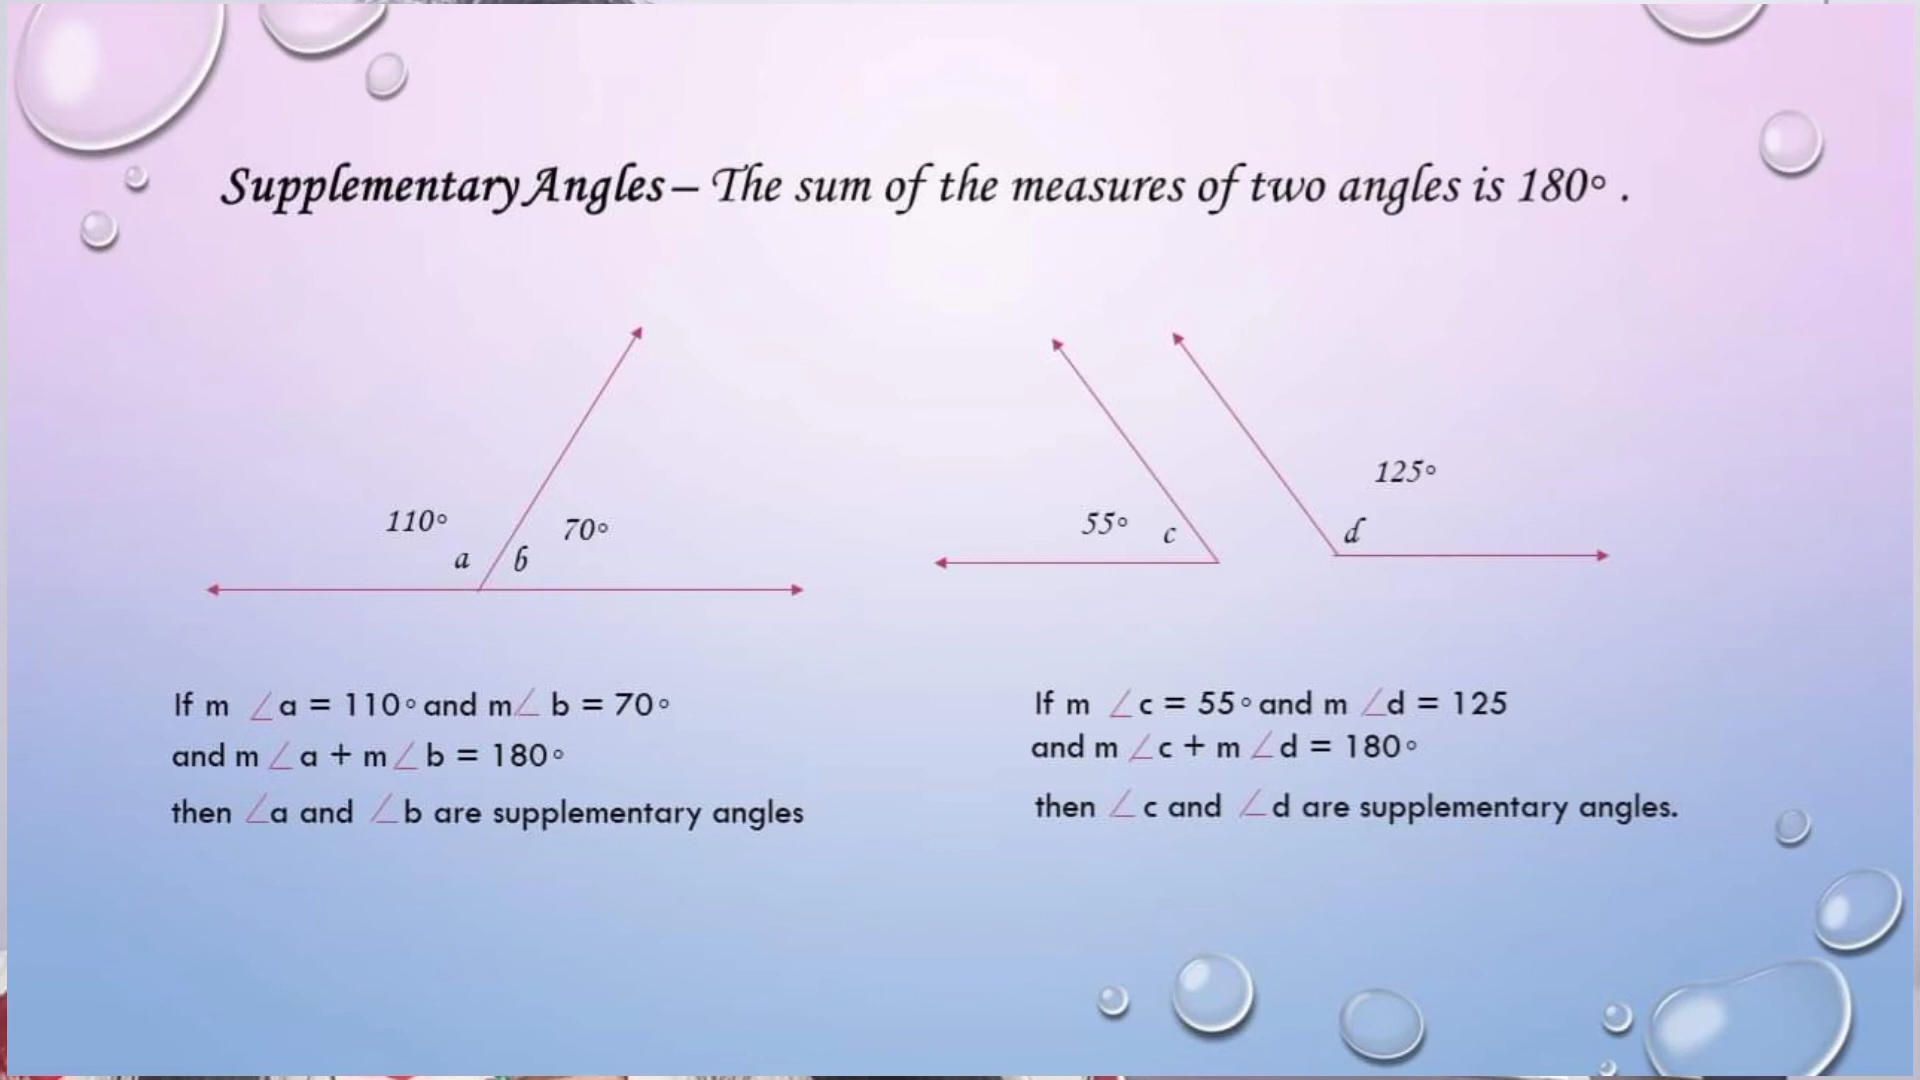 Supplementary Angles – The sum of the measures of two angles is 180° .
110°
a
b
70°
55°
c
d
125°
If m ∠a = 110° and m∠ b = 70°
and m ∠ a + m∠ b = 180°
then ∠a and ∠ b are supplementary angles
If m ∠c = 55° and m ∠d = 125
and m ∠c + m ∠d = 180°
then ∠ c and ∠ d are supplementary angles.